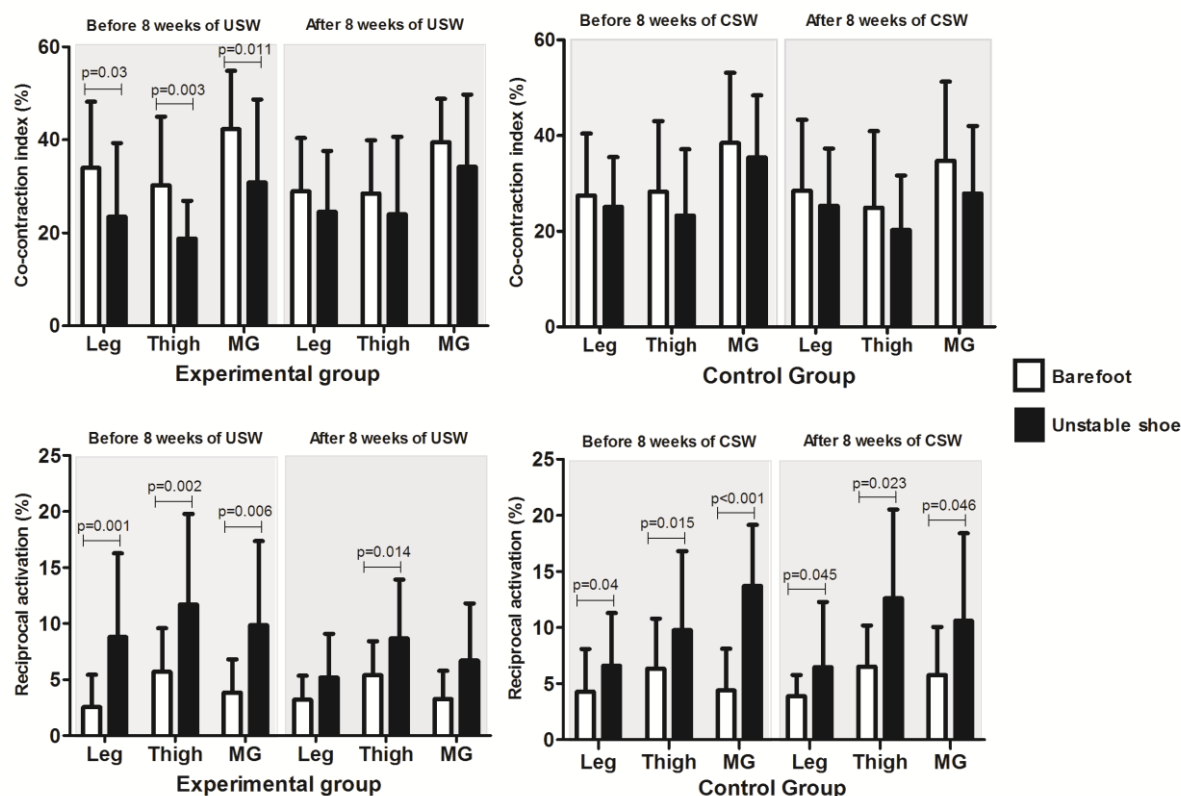 Before 8 weeks of USW
After 8 weeks of USW
Co-contraction index (%)
60
40
20
0
p=0.03
p=0.003
p=0.011
Leg
Thigh
MG
Leg
Thigh
MG
Experimental group
Before 8 weeks of CSW
After 8 weeks of CSW
Co-contraction index (%)
60
40
20
0
Leg
Thigh
MG
Leg
Thigh
MG
Control Group
Barefoot
Unstable shoe
Before 8 weeks of USW
After 8 weeks of USW
Reciprocal activation (%)
25
20
15
10
5
0
p=0.001
p=0.002
p=0.006
p=0.014
Leg
Thigh
MG
Leg
Thigh
MG
Experimental group
Before 8 weeks of CSW
After 8 weeks of CSW
Reciprocal activation (%)
25
20
15
10
5
0
p=0.04
p=0.015
p<0.001
p=0.045
p=0.023
p=0.046
Leg
Thigh
MG
Leg
Thigh
MG
Control Group